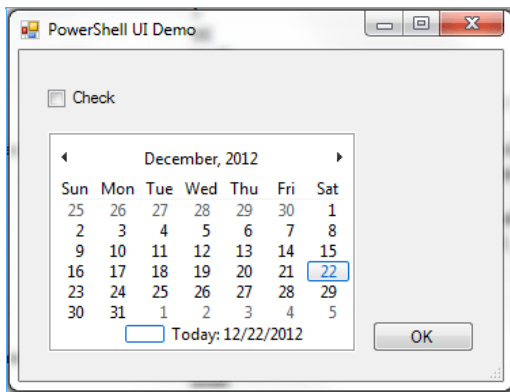 PowerShell UI Demo
Check
December, 2012
Sun Mon Tue Wed Thu Fri Sat
25 26 27 28 29 30 1
2 3 4 5 6 7 8
9 10 11 12 13 14 15
16 17 18 19 20 21 22
23 24 25 26 27 28 29
30 31 1 2 3 4 5
Today: 12/22/2012
OK